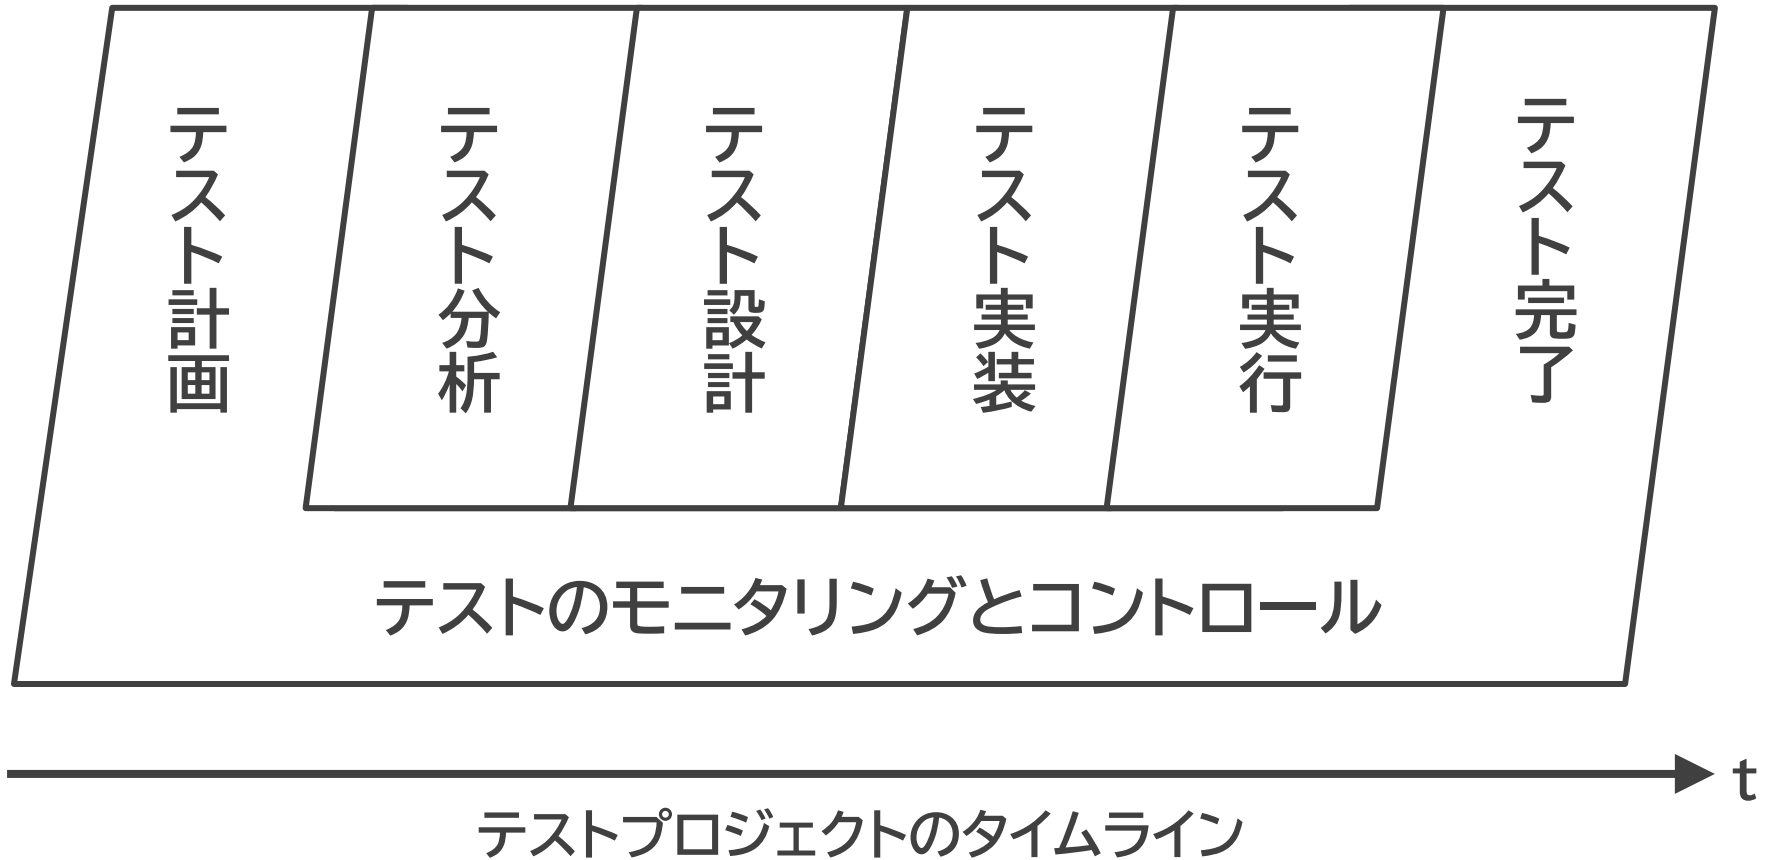 テスト計画
テスト分析
テスト設計
テスト実装
テスト実行
テスト完了
テストのモニタリングとコントロール
t
テストプロジェクトのタイムライン